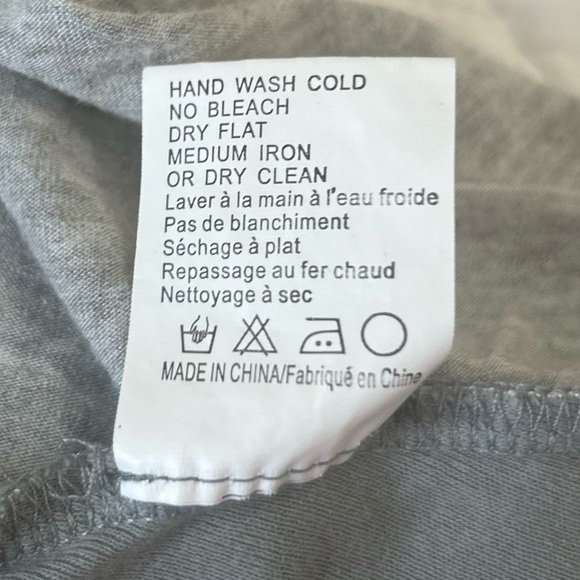 HAND WASH COLD
NO BLEACH
DRY FLAT
MEDIUM IRON
OR DRY CLEAN
Laver à la main à l'eau froide
Pas de blanchiment
Séchage à plat
Repassage au fer chaud
Nettoyage à sec
MADE IN CHINA/Fabriqué en Chine